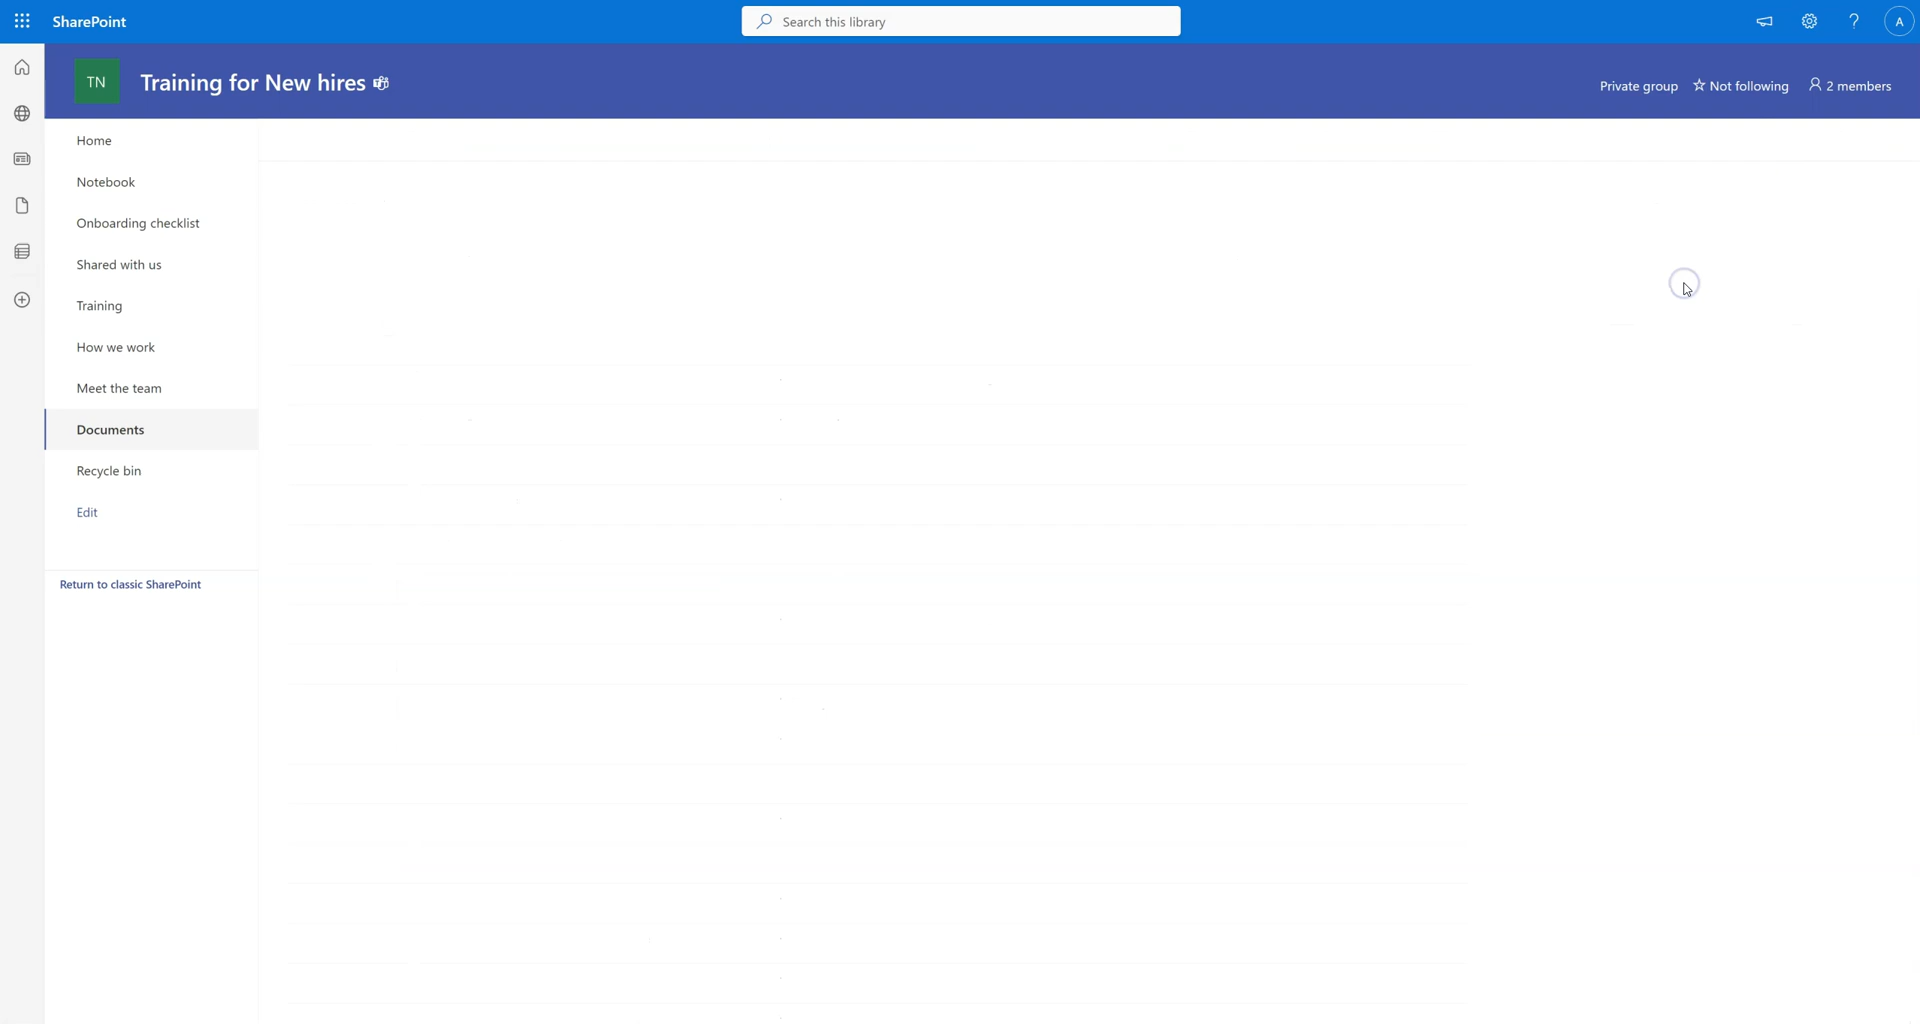 SharePoint
Search this library
?
A
TN
Training for New hires
Private group
Not following
2 members
Home
Notebook
Onboarding checklist
Shared with us
Training
How we work
Meet the team
Documents
Recycle bin
Edit
Return to classic SharePoint